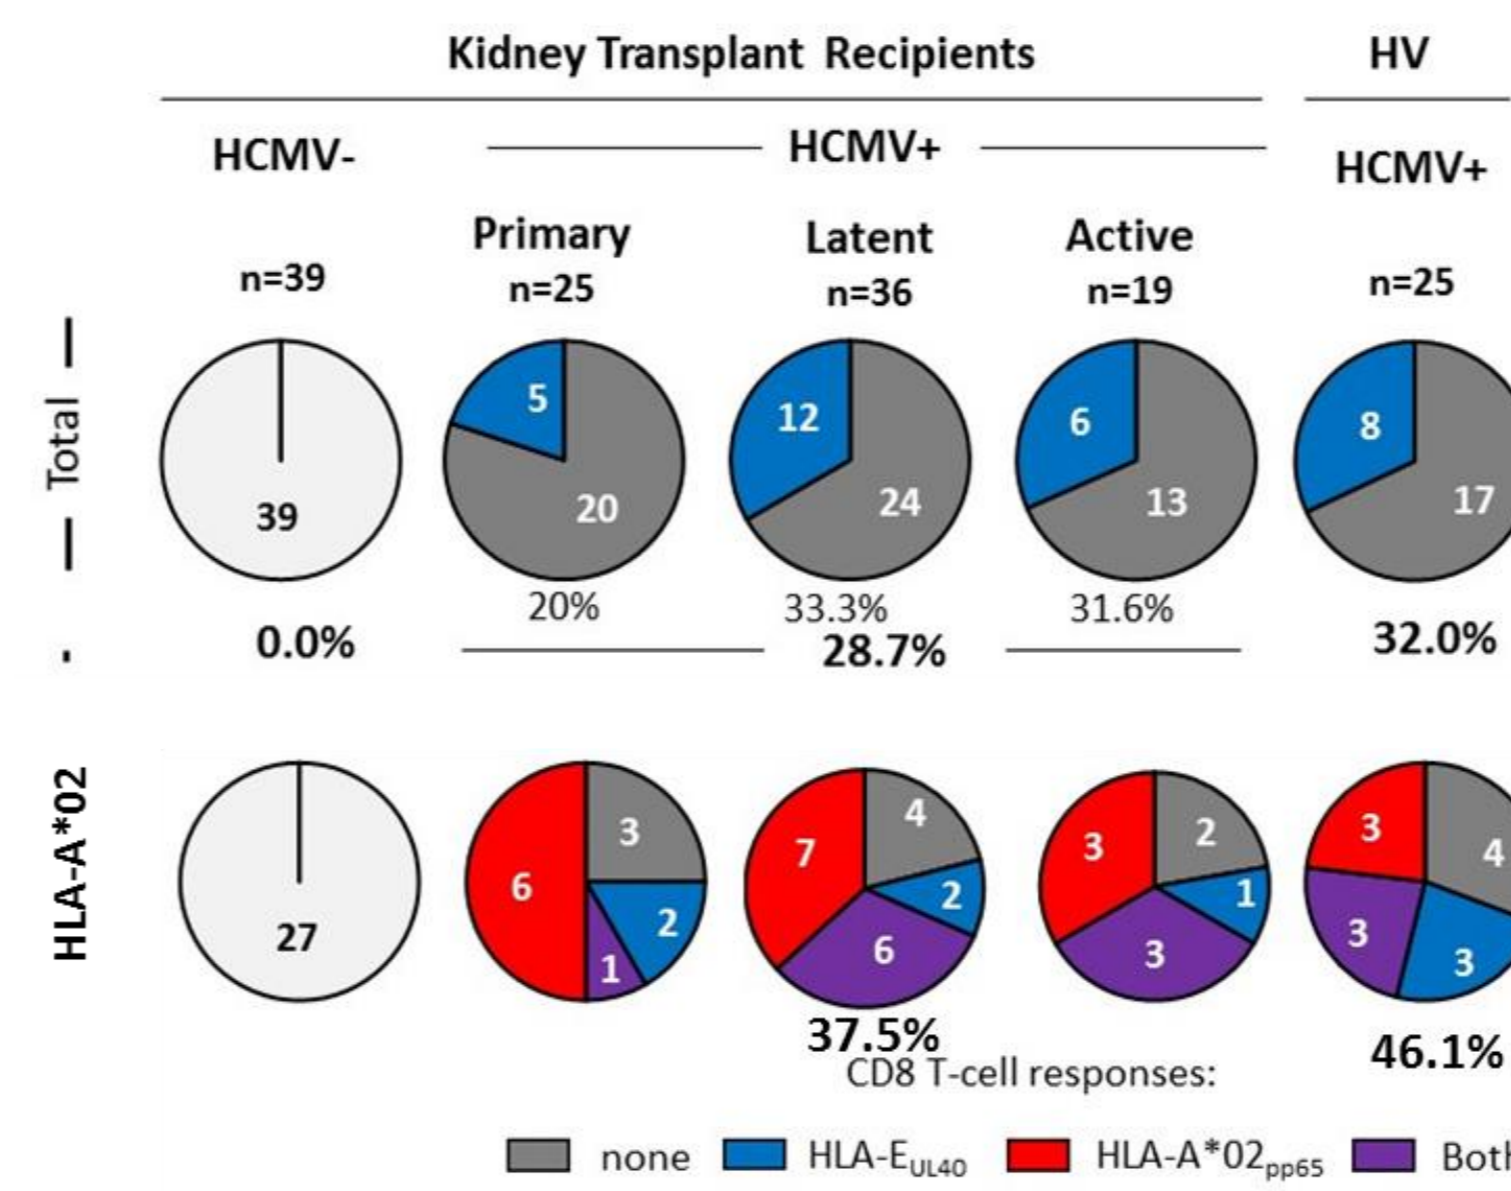 Kidney Transplant Recipients HV
HCMV- HCMV+ HCMV+
Primary Latent Active
n=39 n=25 n=36 n=19 n=25
Total
39 5 20 12 24 6 13 8 17
20% 33.3% 31.6%
0.0% 28.7% 32.0%
HLA-A*02
27 6 3 2 1 7 4 2 6 3 2 1 3 3 4 3 3
37.5% 46.1%
CD8 T-cell responses:
none HLA-EUL40 HLA-A*02pp65 Both